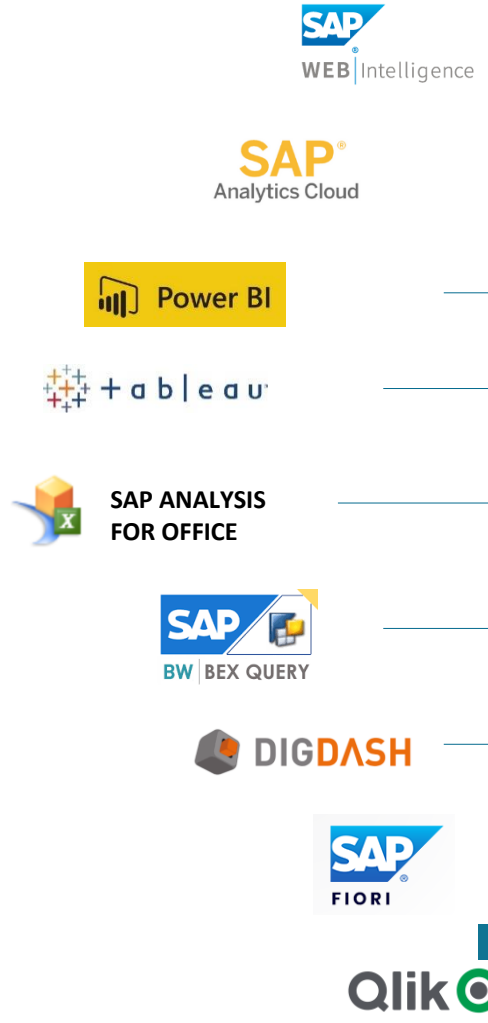 SAP
®
WEB Intelligence
SAP®
Analytics Cloud
Power BI
+ableau
SAP ANALYSIS
FOR OFFICE
X
SAP
BW BEX QUERY
DIGDASH
SAP
®
FIORI
Qlik